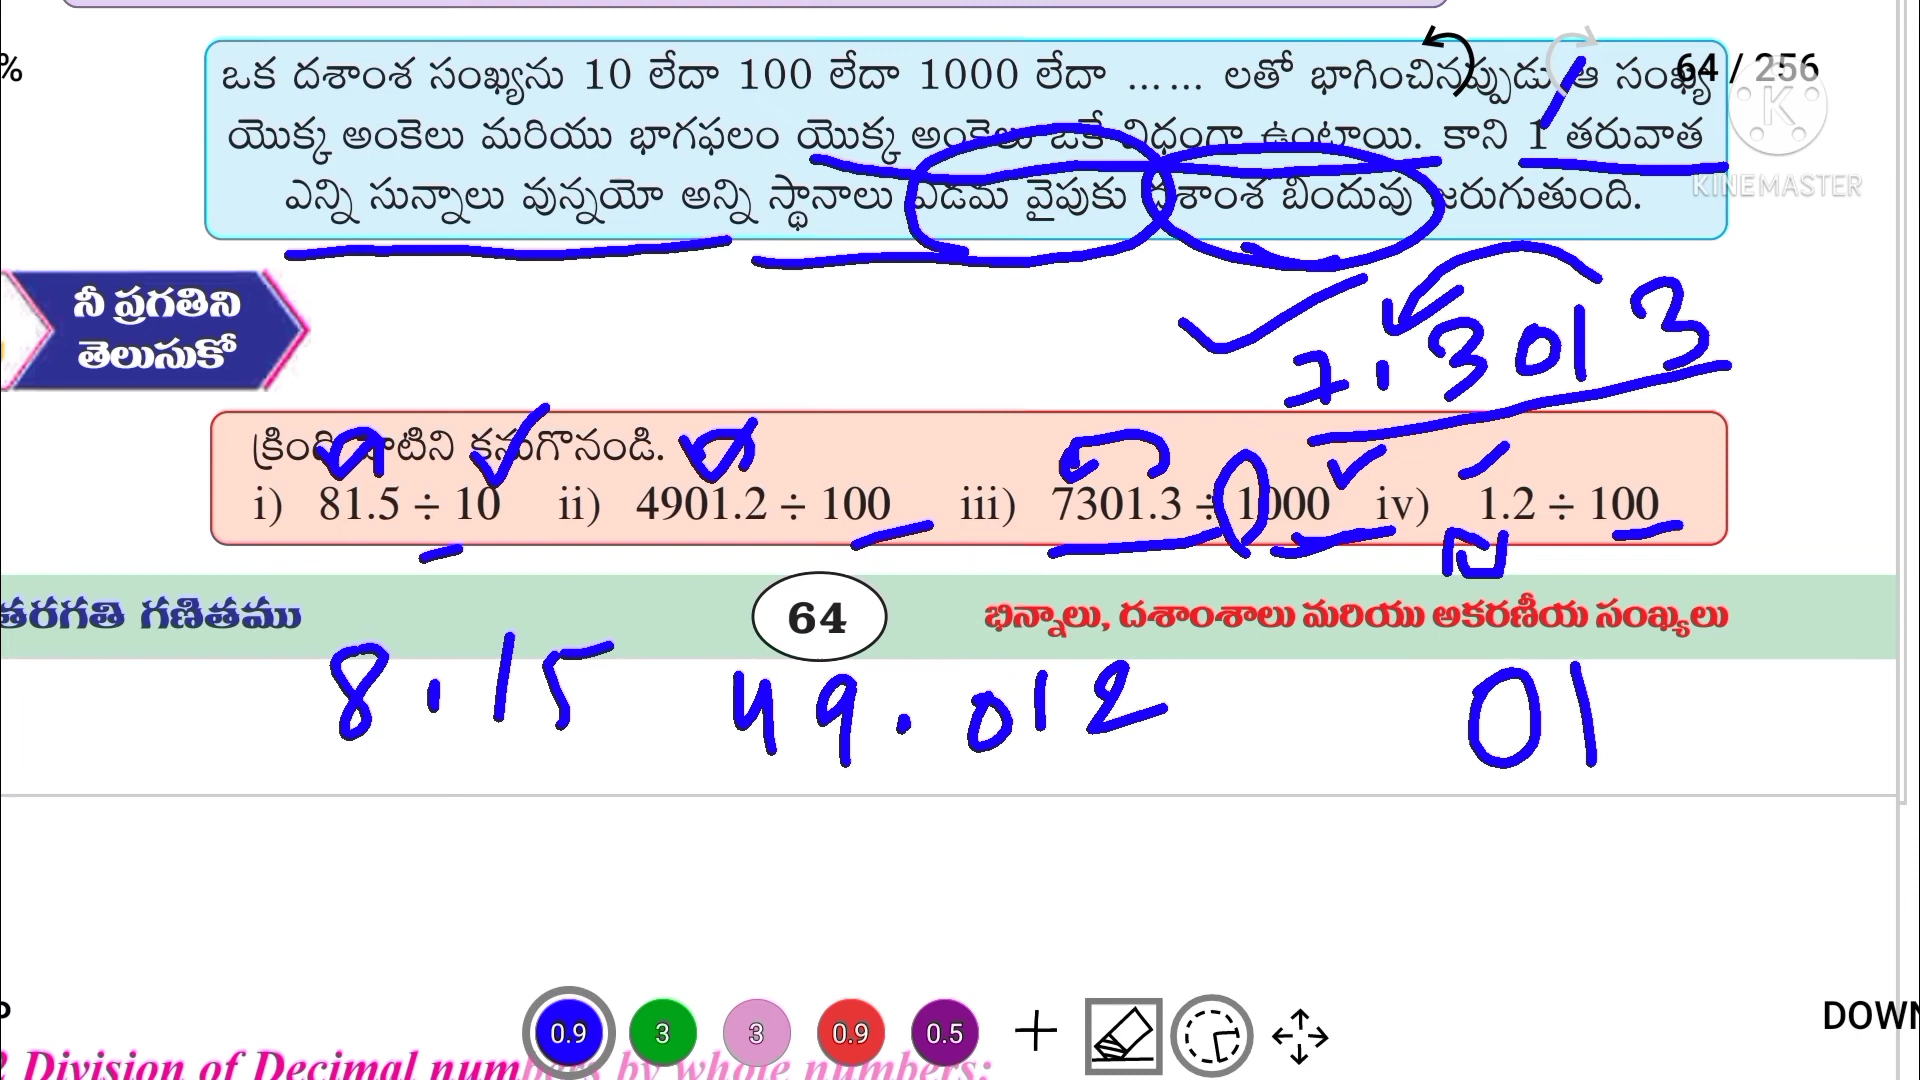 %
ఒక దశాంశ సంఖ్యను 10 లేదా 100 లేదా 1000 లేదా ...... లతో భాగించినప్పుడు ఆ సంఖ్య
64 / 256
యొక్క అంకెలు మరియు భాగఫలం యొక్క అంకెలు ఒకే విధంగా ఉంటాయి. కాని 1 తరువాత
ఎన్ని సున్నాలు వున్నయో అన్ని స్థానాలు ఎడమ వైపుకు దశాంశ బిందువు జరుగుతుంది.
KINEMASTER
నీ ప్రగతిని
తెలుసుకో
7.3013
క్రింది వాటిని కనుగొనండి.
i) 81.5 ÷ 10 ii) 4901.2 ÷ 100 iii) 7301.3 ÷ 1000 iv) 1.2 ÷ 100
తరగతి గణితము
64
భిన్నాలు, దశాంశాలు మరియు అకరణీయ సంఖ్యలు
8.15 49.012 01
0.9 3 3 0.9 0.5
DOWN
2 Division of Decimal numbers by whole numbers: